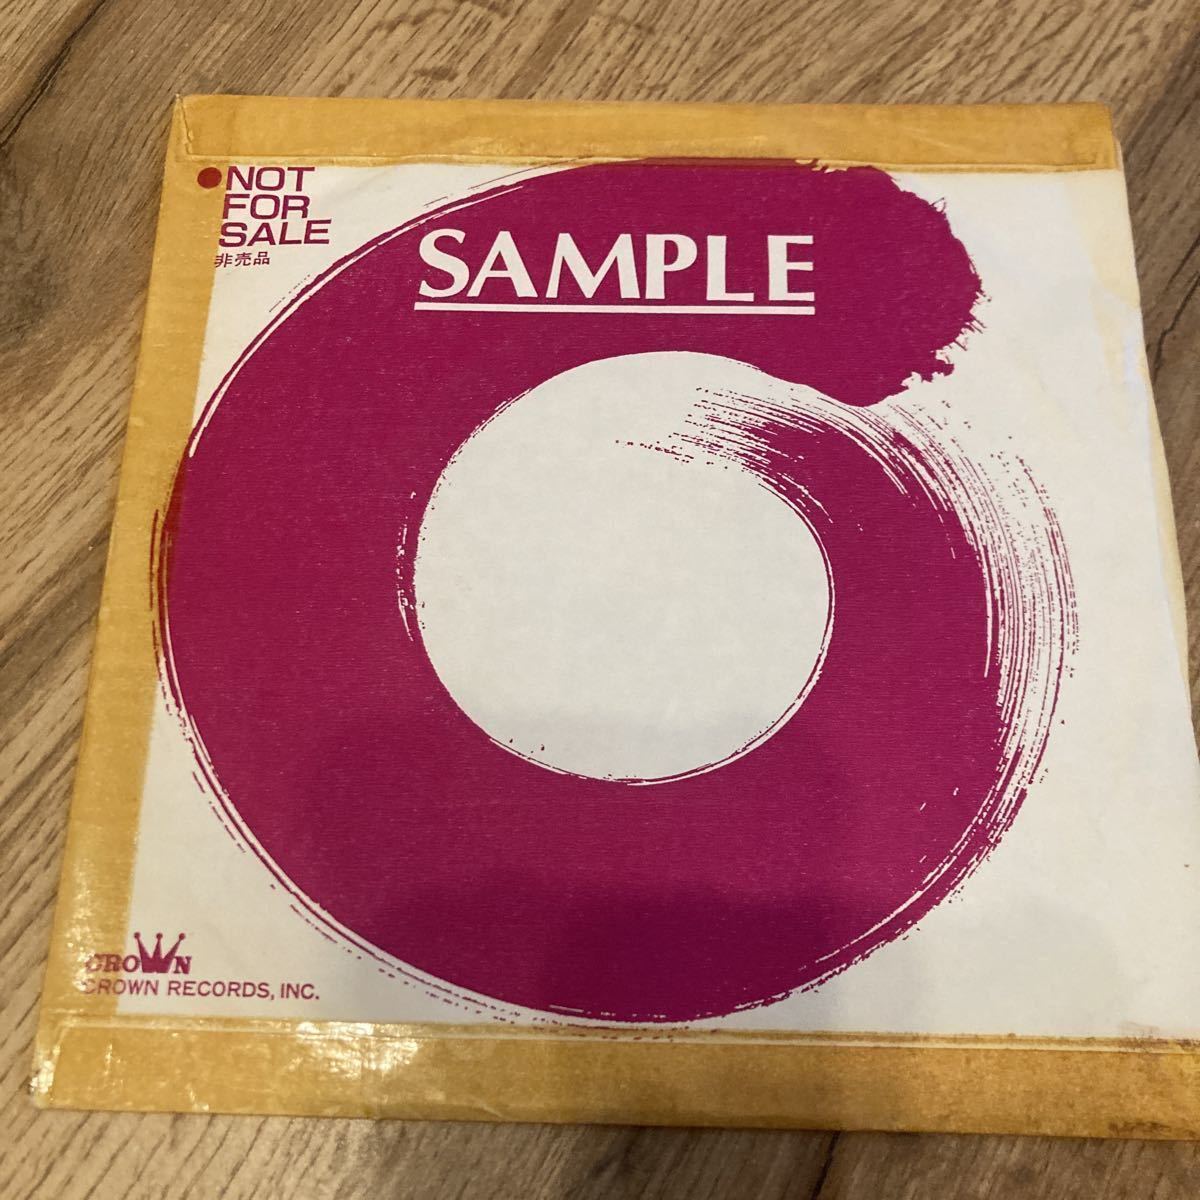 ●NOT
FOR
SALE
非売品
SAMPLE
CROWN
CROWN RECORDS, INC.